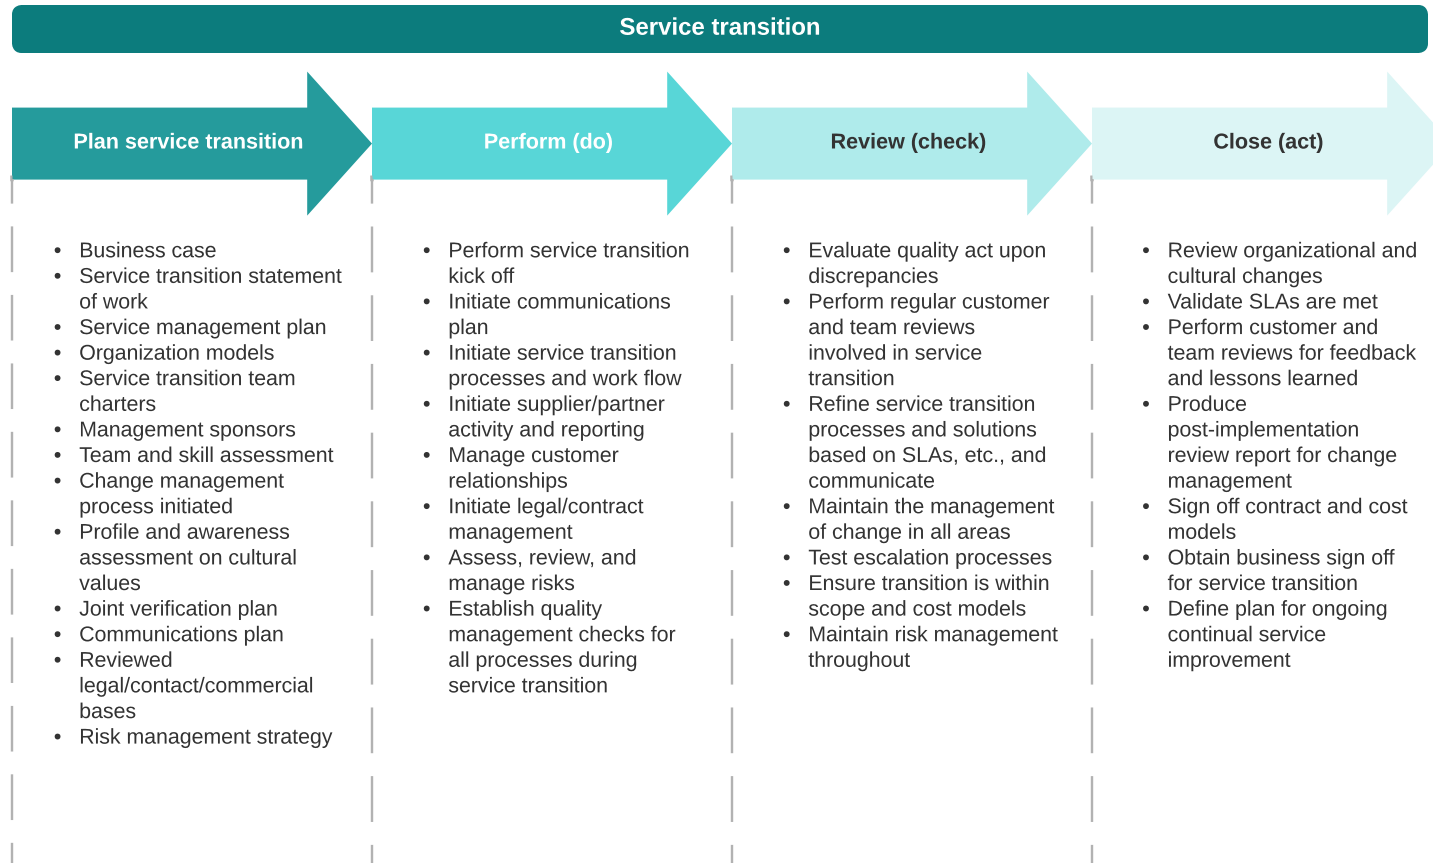 Service transition
Plan service transition
Perform (do)
Review (check)
Close (act)
• Business case
• Service transition statement
of work
• Service management plan
• Organization models
• Service transition team
charters
• Management sponsors
• Team and skill assessment
• Change management
process initiated
• Profile and awareness
assessment on cultural
values
• Joint verification plan
• Communications plan
• Reviewed
legal/contact/commercial
bases
• Risk management strategy
• Perform service transition
kick off
• Initiate communications
plan
• Initiate service transition
processes and work flow
• Initiate supplier/partner
activity and reporting
• Manage customer
relationships
• Initiate legal/contract
management
• Assess, review, and
manage risks
• Establish quality
management checks for
all processes during
service transition
• Evaluate quality act upon
discrepancies
• Perform regular customer
and team reviews
involved in service
transition
• Refine service transition
processes and solutions
based on SLAs, etc., and
communicate
• Maintain the management
of change in all areas
• Test escalation processes
• Ensure transition is within
scope and cost models
• Maintain risk management
throughout
• Review organizational and
cultural changes
• Validate SLAs are met
• Perform customer and
team reviews for feedback
and lessons learned
• Produce
post-implementation
review report for change
management
• Sign off contract and cost
models
• Obtain business sign off
for service transition
• Define plan for ongoing
continual service
improvement